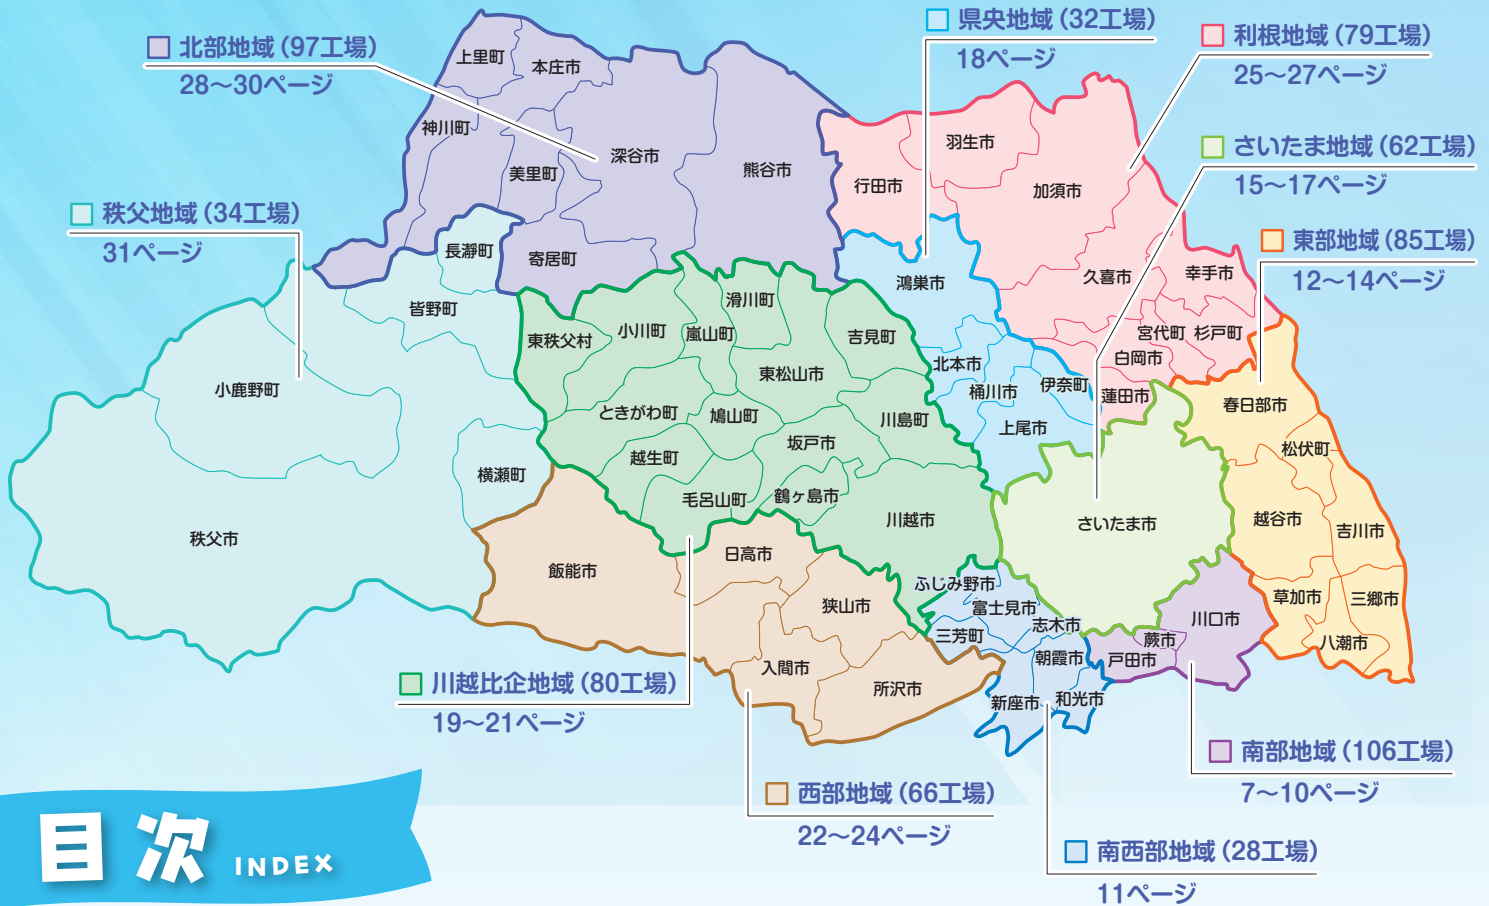 北部地域（97工場）
28～30ページ
県央地域（32工場）
18ページ
利根地域（79工場）
25～27ページ
さいたま地域（62工場）
15～17ページ
秩父地域（34工場）
31ページ
東部地域（85工場）
12～14ページ
上里町
本庄市
神川町
美里町
深谷市
熊谷市
寄居町
長瀞町
皆野町
小鹿野町
横瀬町
秩父市
行田市
羽生市
加須市
久喜市
幸手市
宮代町
杉戸町
白岡市
蓮田市
鴻巣市
北本市
桶川市
伊奈町
上尾市
東秩父村
小川町
嵐山町
滑川町
吉見町
東松山市
ときがわ町
鳩山町
川島町
坂戸市
越生町
毛呂山町
鶴ヶ島市
川越市
さいたま市
春日部市
松伏町
越谷市
吉川市
草加市
三郷市
八潮市
飯能市
日高市
狭山市
入間市
所沢市
ふじみ野市
富士見市
三芳町
志木市
朝霞市
新座市
和光市
川口市
蕨市
戸田市
川越比企地域（80工場）
19～21ページ
西部地域（66工場）
22～24ページ
南部地域（106工場）
7～10ページ
南西部地域（28工場）
11ページ
目次 INDEX